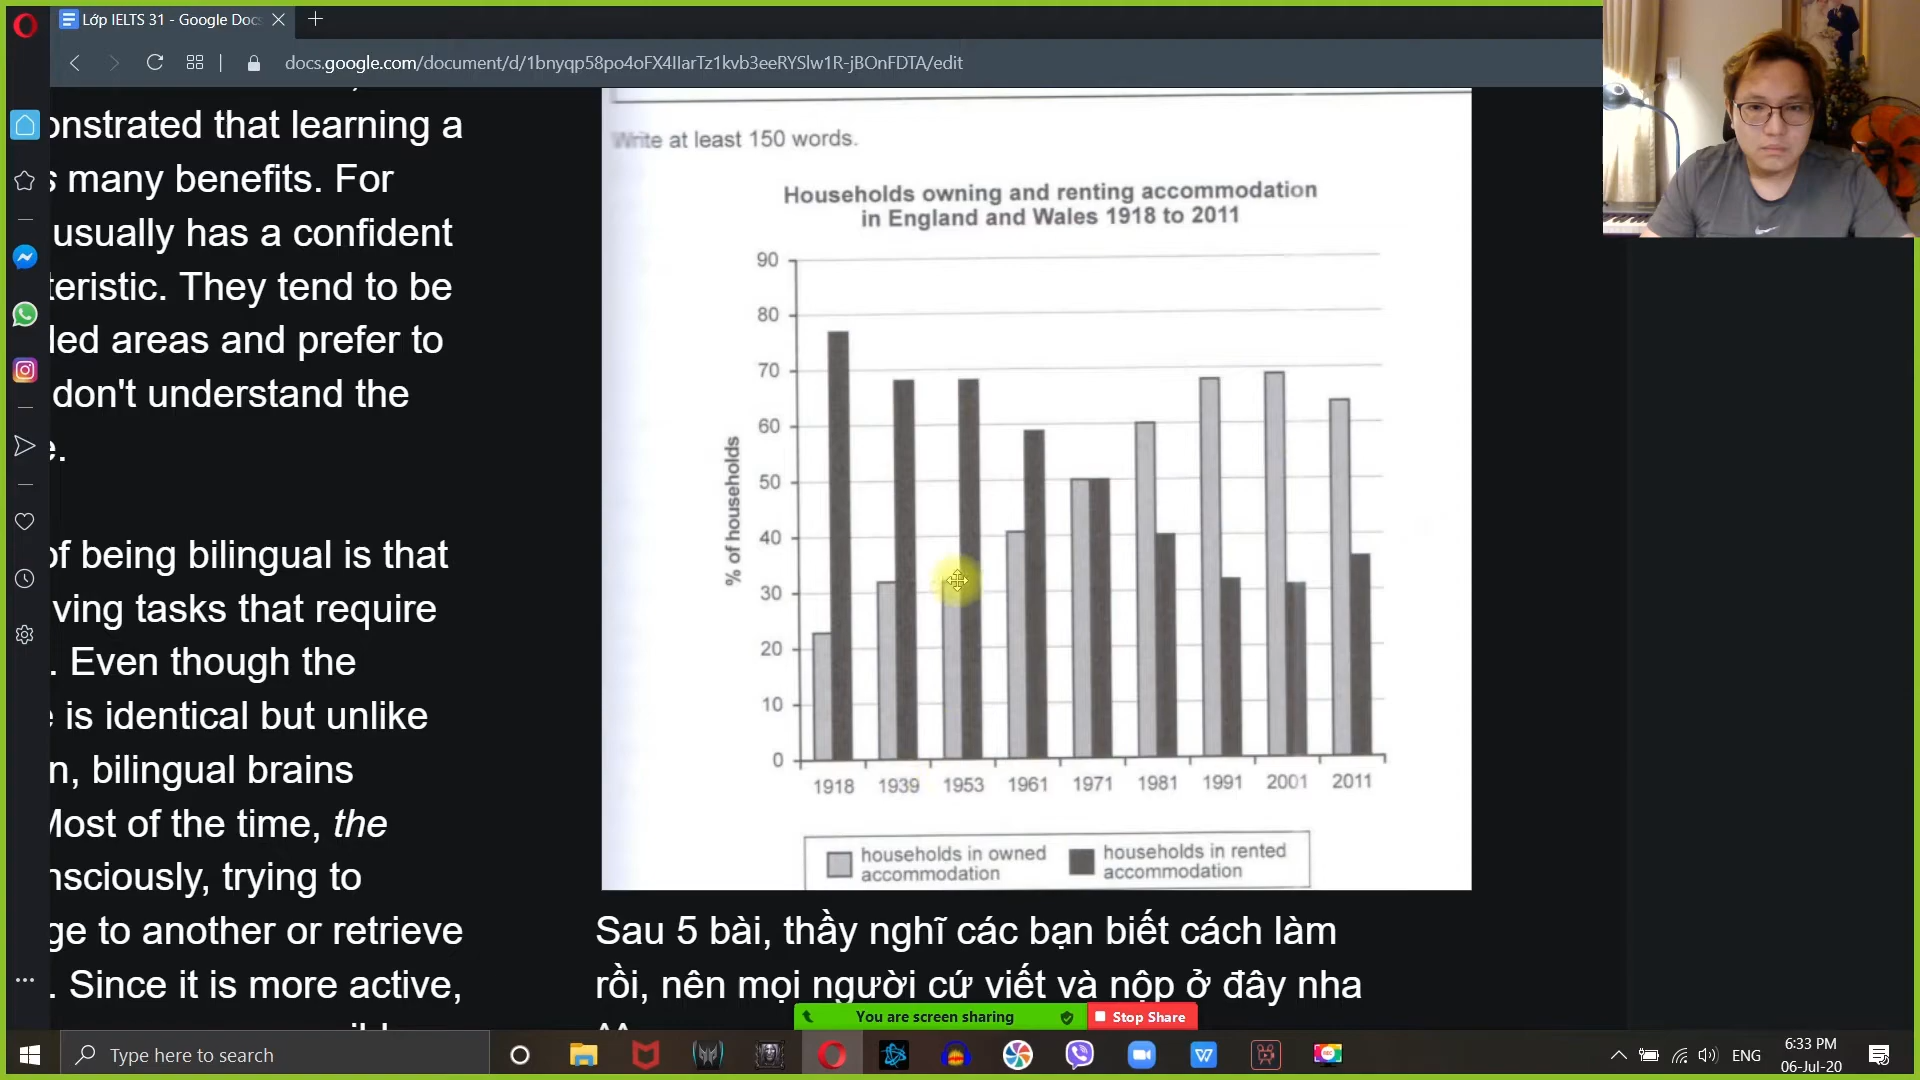 Lớp IELTS 31 - Google Doc
docs.google.com/document/d/1bnyqp58po4oFX4IIarTz1kvb3eeRYSlw1R-jBOnFDTA/edit
onstrated that learning a
s many benefits. For
usually has a confident
teristic. They tend to be
led areas and prefer to
don't understand the
e.
of being bilingual is that
ving tasks that require
. Even though the
e is identical but unlike
n, bilingual brains
Most of the time, the
nsciously, trying to
ge to another or retrieve
. Since it is more active,
Write at least 150 words.
Households owning and renting accommodation
in England and Wales 1918 to 2011
% of households
90
80
70
60
50
40
30
20
10
0
1918 1939 1953 1961 1971 1981 1991 2001 2011
households in owned accommodation
households in rented accommodation
Sau 5 bài, thầy nghĩ các bạn biết cách làm
rồi, nên mọi người cứ viết và nộp ở đây nha
^^
You are screen sharing
Stop Share
Type here to search
ENG
6:33 PM
06-Jul-20